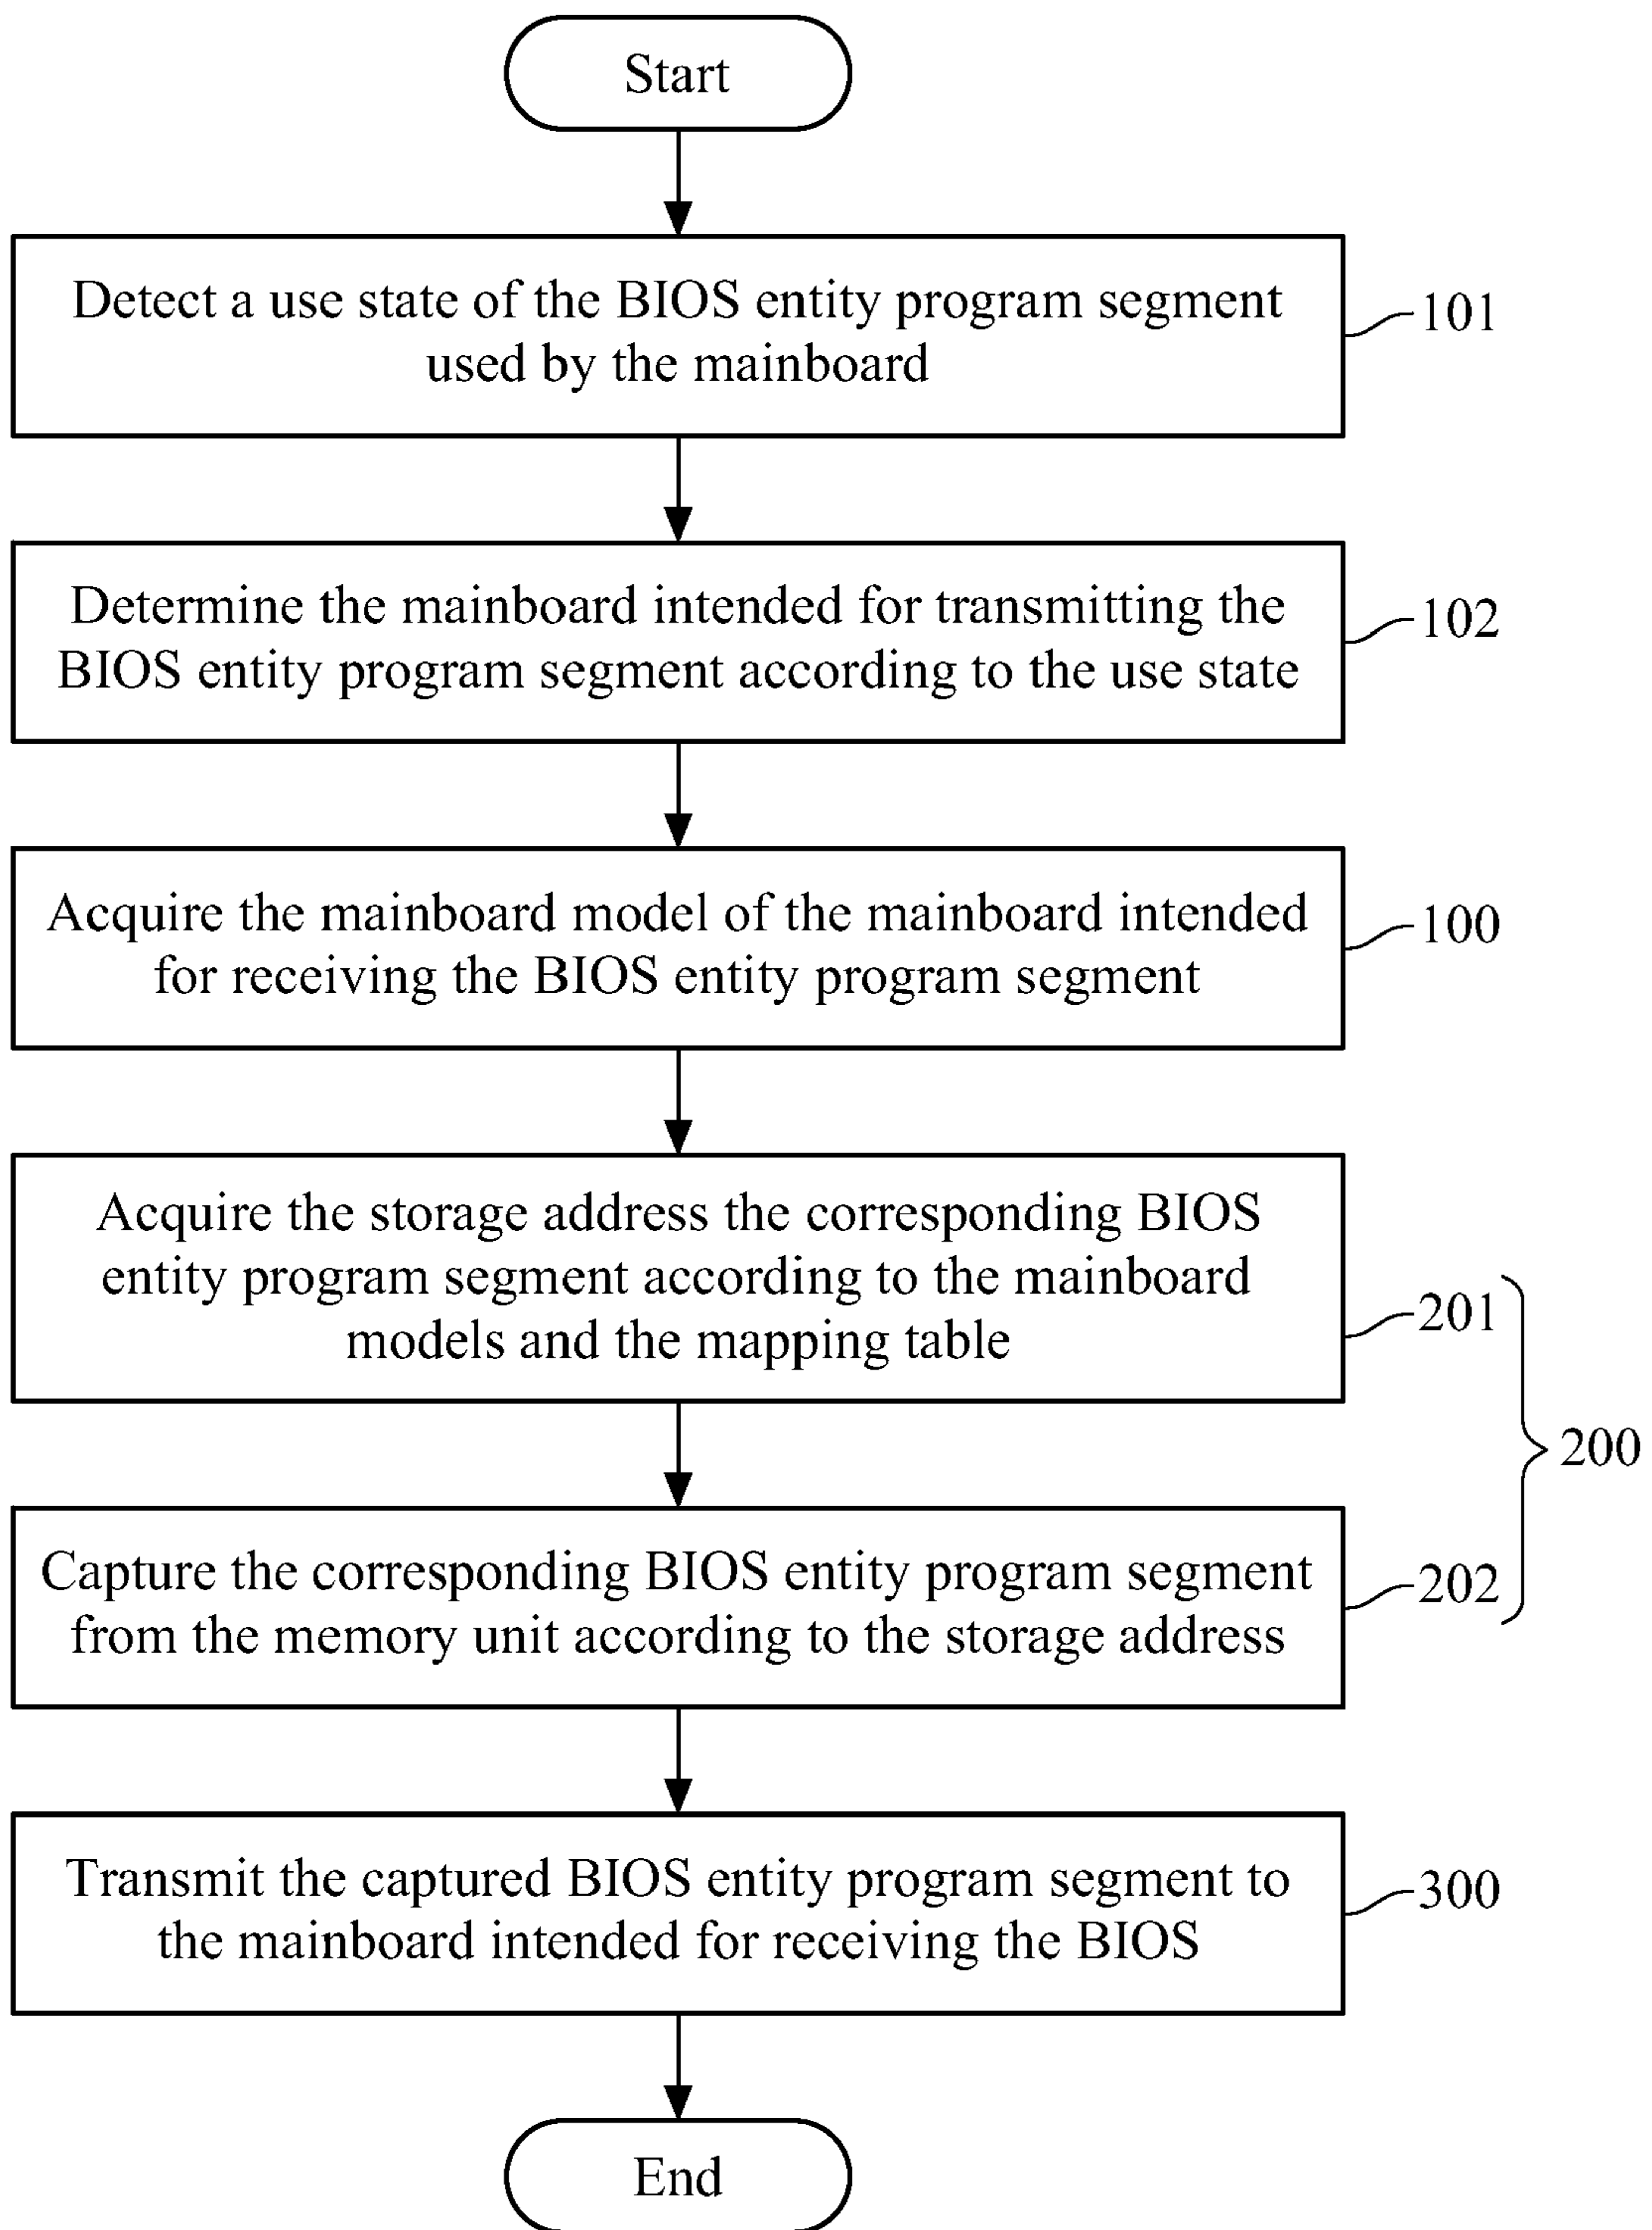 Start
Detect a use state of the BIOS entity program segment
used by the mainboard
101
Determine the mainboard intended for transmitting the
BIOS entity program segment according to the use state
102
Acquire the mainboard model of the mainboard intended
for receiving the BIOS entity program segment
100
Acquire the storage address the corresponding BIOS
entity program segment according to the mainboard
models and the mapping table
201
200
Capture the corresponding BIOS entity program segment
from the memory unit according to the storage address
202
Transmit the captured BIOS entity program segment to
the mainboard intended for receiving the BIOS
300
End